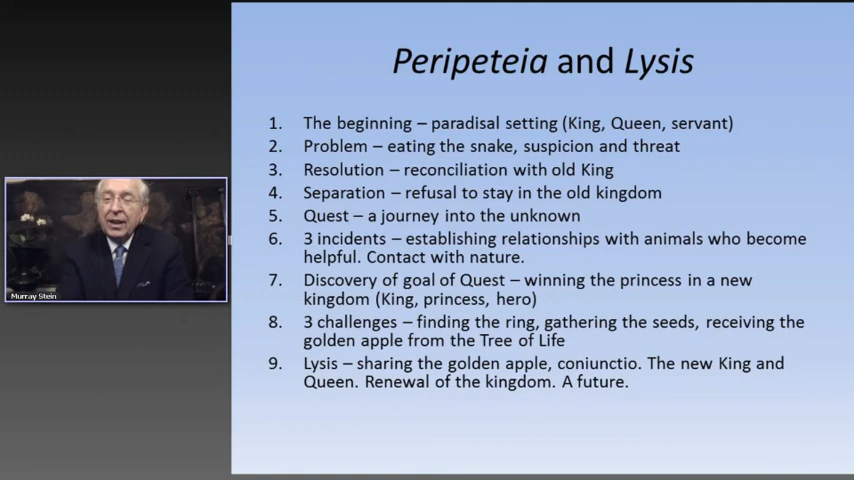 Peripeteia and Lysis
1. The beginning – paradisal setting (King, Queen, servant)
2. Problem – eating the snake, suspicion and threat
3. Resolution – reconciliation with old King
4. Separation – refusal to stay in the old kingdom
5. Quest – a journey into the unknown
6. 3 incidents – establishing relationships with animals who become
helpful. Contact with nature.
7. Discovery of goal of Quest – winning the princess in a new
kingdom (King, princess, hero)
8. 3 challenges – finding the ring, gathering the seeds, receiving the
golden apple from the Tree of Life
9. Lysis – sharing the golden apple, coniunctio. The new King and
Queen. Renewal of the kingdom. A future.
Murray Stein